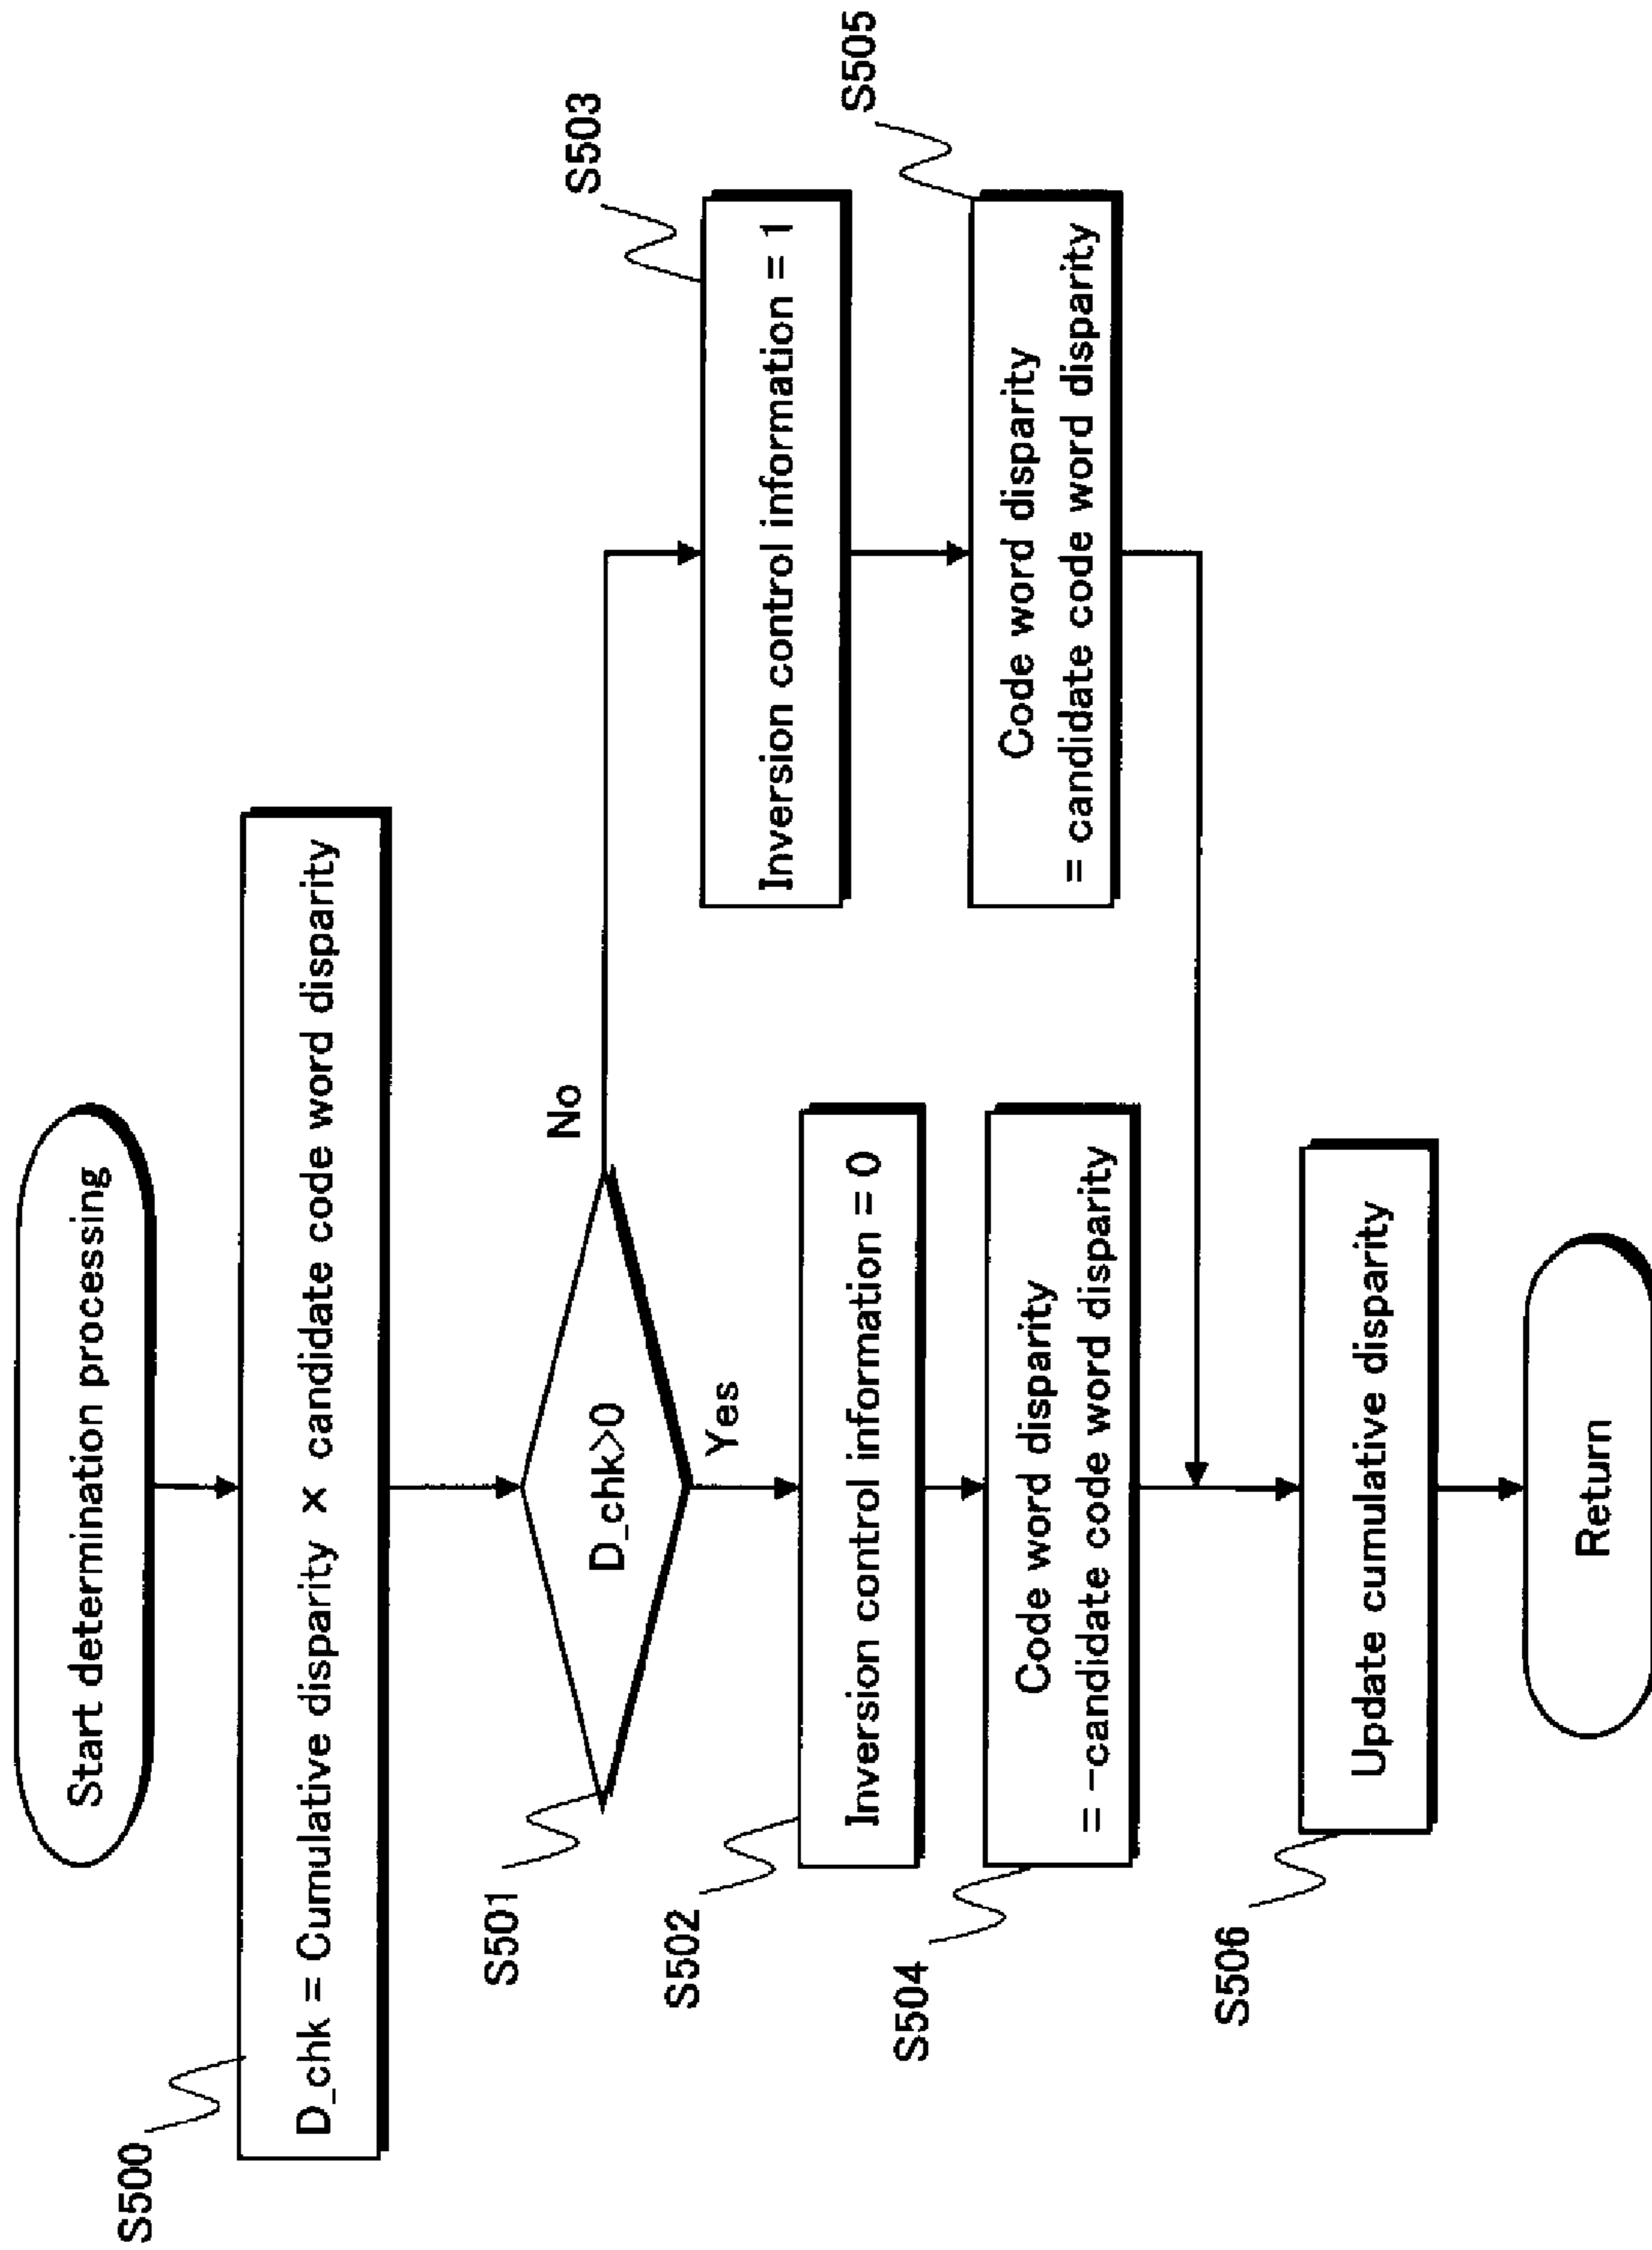 Start determination processing
S500
D_chk = Cumulative disparity × candidate code word disparity
S501
D_chk>0
No
Yes
S502
Inversion control information = 0
S503
Inversion control information = 1
S504
Code word disparity
= -candidate code word disparity
S505
Code word disparity
= candidate code word disparity
S506
Update cumulative disparity
Return